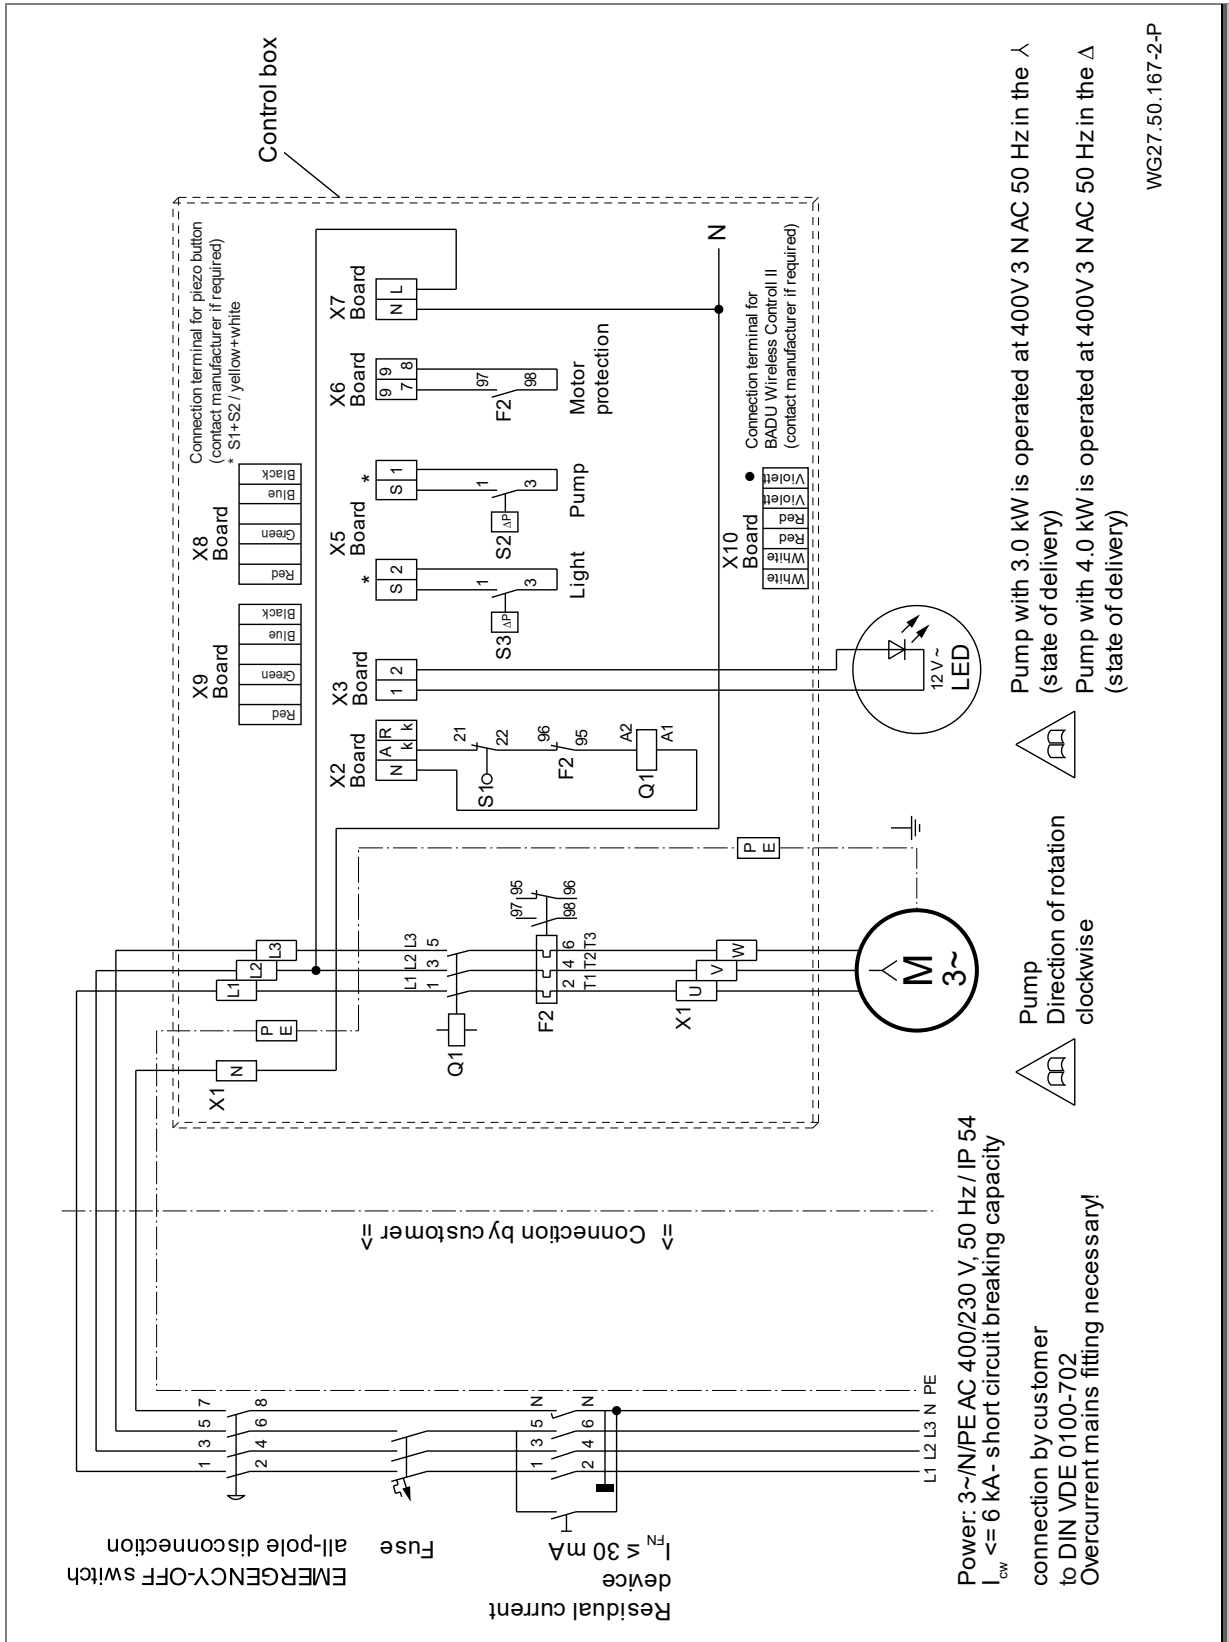 Control box
Connection terminal for piezo button
(contact manufacturer if required)
* S1+S2 / yellow+white
X9
Board
Red
Green
Blue
Black
X8
Board
Red
Green
Blue
Black
X2
Board
N
A k
R k
X3
Board
1 2
X5
Board
*
S 2
*
S 1
X6
Board
9 7
9 8
X7
Board
N L
S1
21
22
96
95
F2
A2
A1
Q1
S3
ΔP
1
3
Light
S2
ΔP
1
3
Pump
97
98
F2
Motor
protection
N
X10
Board
White
White
Red
Red
Violett
Violett
Connection terminal for
BADU Wireless Controll II
(contact manufacturer if required)
12 V ~
LED
X1
N
P E
L1
L2
L3
L1 L2 L3
1 3 5
Q1
F2
97 95
98 96
2 4 6
T1 T2 T3
X1
U
V
W
P E
M
3~
=> Connection by customer =>
EMERGENCY-OFF switch
all-pole disconnection
1 3 5 7
2 4 6 8
Fuse
Residual current
device
I FN ≤ 30 mA
1 3 5 N
2 4 6 N
L1 L2 L3 N PE
Power: 3~/N/PE AC 400/230 V, 50 Hz / IP 54
Icw <= 6 kA - short circuit breaking capacity
connection by customer
to DIN VDE 0100-702
Overcurrent mains fitting necessary!
Pump
Direction of rotation
clockwise
Pump with 3.0 kW is operated at 400V 3 N AC 50 Hz in the Y
(state of delivery)
Pump with 4.0 kW is operated at 400V 3 N AC 50 Hz in the Δ
(state of delivery)
WG27.50.167-2-P